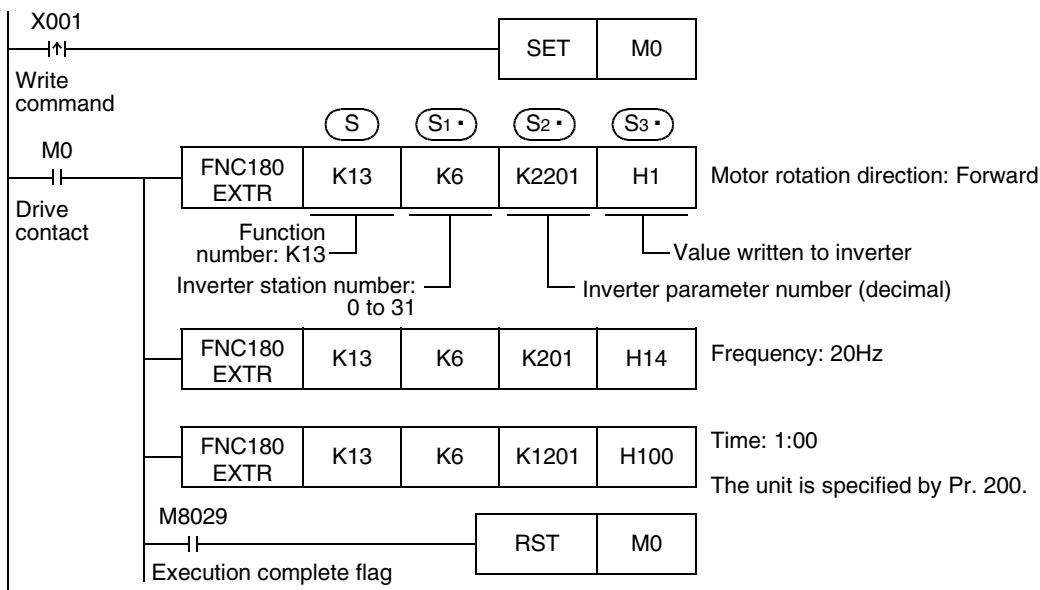 X001
SET M0
Write
command
S S1· S2· S3·
M0
FNC180
EXTR K13 K6 K2201 H1 Motor rotation direction: Forward
Drive
contact
Function
number: K13
Value written to inverter
Inverter station number:
0 to 31
Inverter parameter number (decimal)
FNC180
EXTR K13 K6 K201 H14 Frequency: 20Hz
FNC180
EXTR K13 K6 K1201 H100 Time: 1:00
The unit is specified by Pr. 200.
M8029
RST M0
Execution complete flag